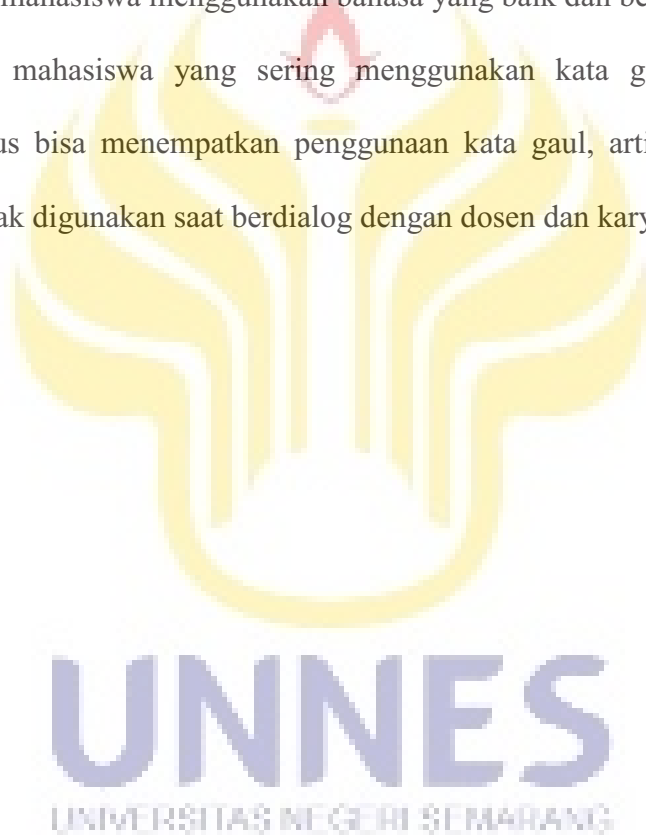 mahasiswa menggunakan bahasa yang baik dan be
mahasiswa yang sering menggunakan kata g
us bisa menempatkan penggunaan kata gaul, arti
ak digunakan saat berdialog dengan dosen dan kary
UNNES
UNIVERSITAS NEGERI SEMARANG